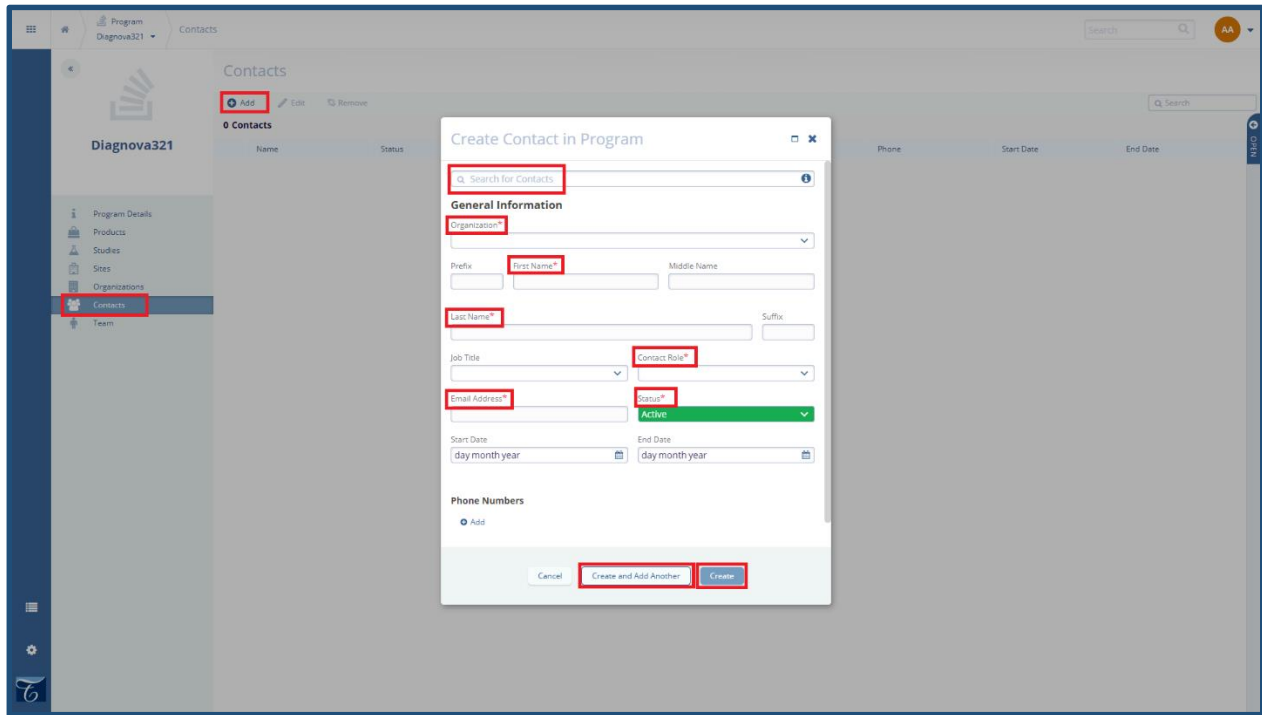 Program
Diagnova321
Contacts
Search
AA
Contacts
Add Edit Remove
Search
0 Contacts
Name Status Phone Start Date End Date
OPEN
Diagnova321
Program Details
Products
Studies
Sites
Organizations
Contacts
Team
Create Contact in Program
Search for Contacts
General Information
Organization*
Prefix First Name* Middle Name
Last Name* Suffix
Job Title Contact Role*
Email Address* Status*
Active
Start Date End Date
day month year day month year
Phone Numbers
Add
Cancel Create and Add Another Create